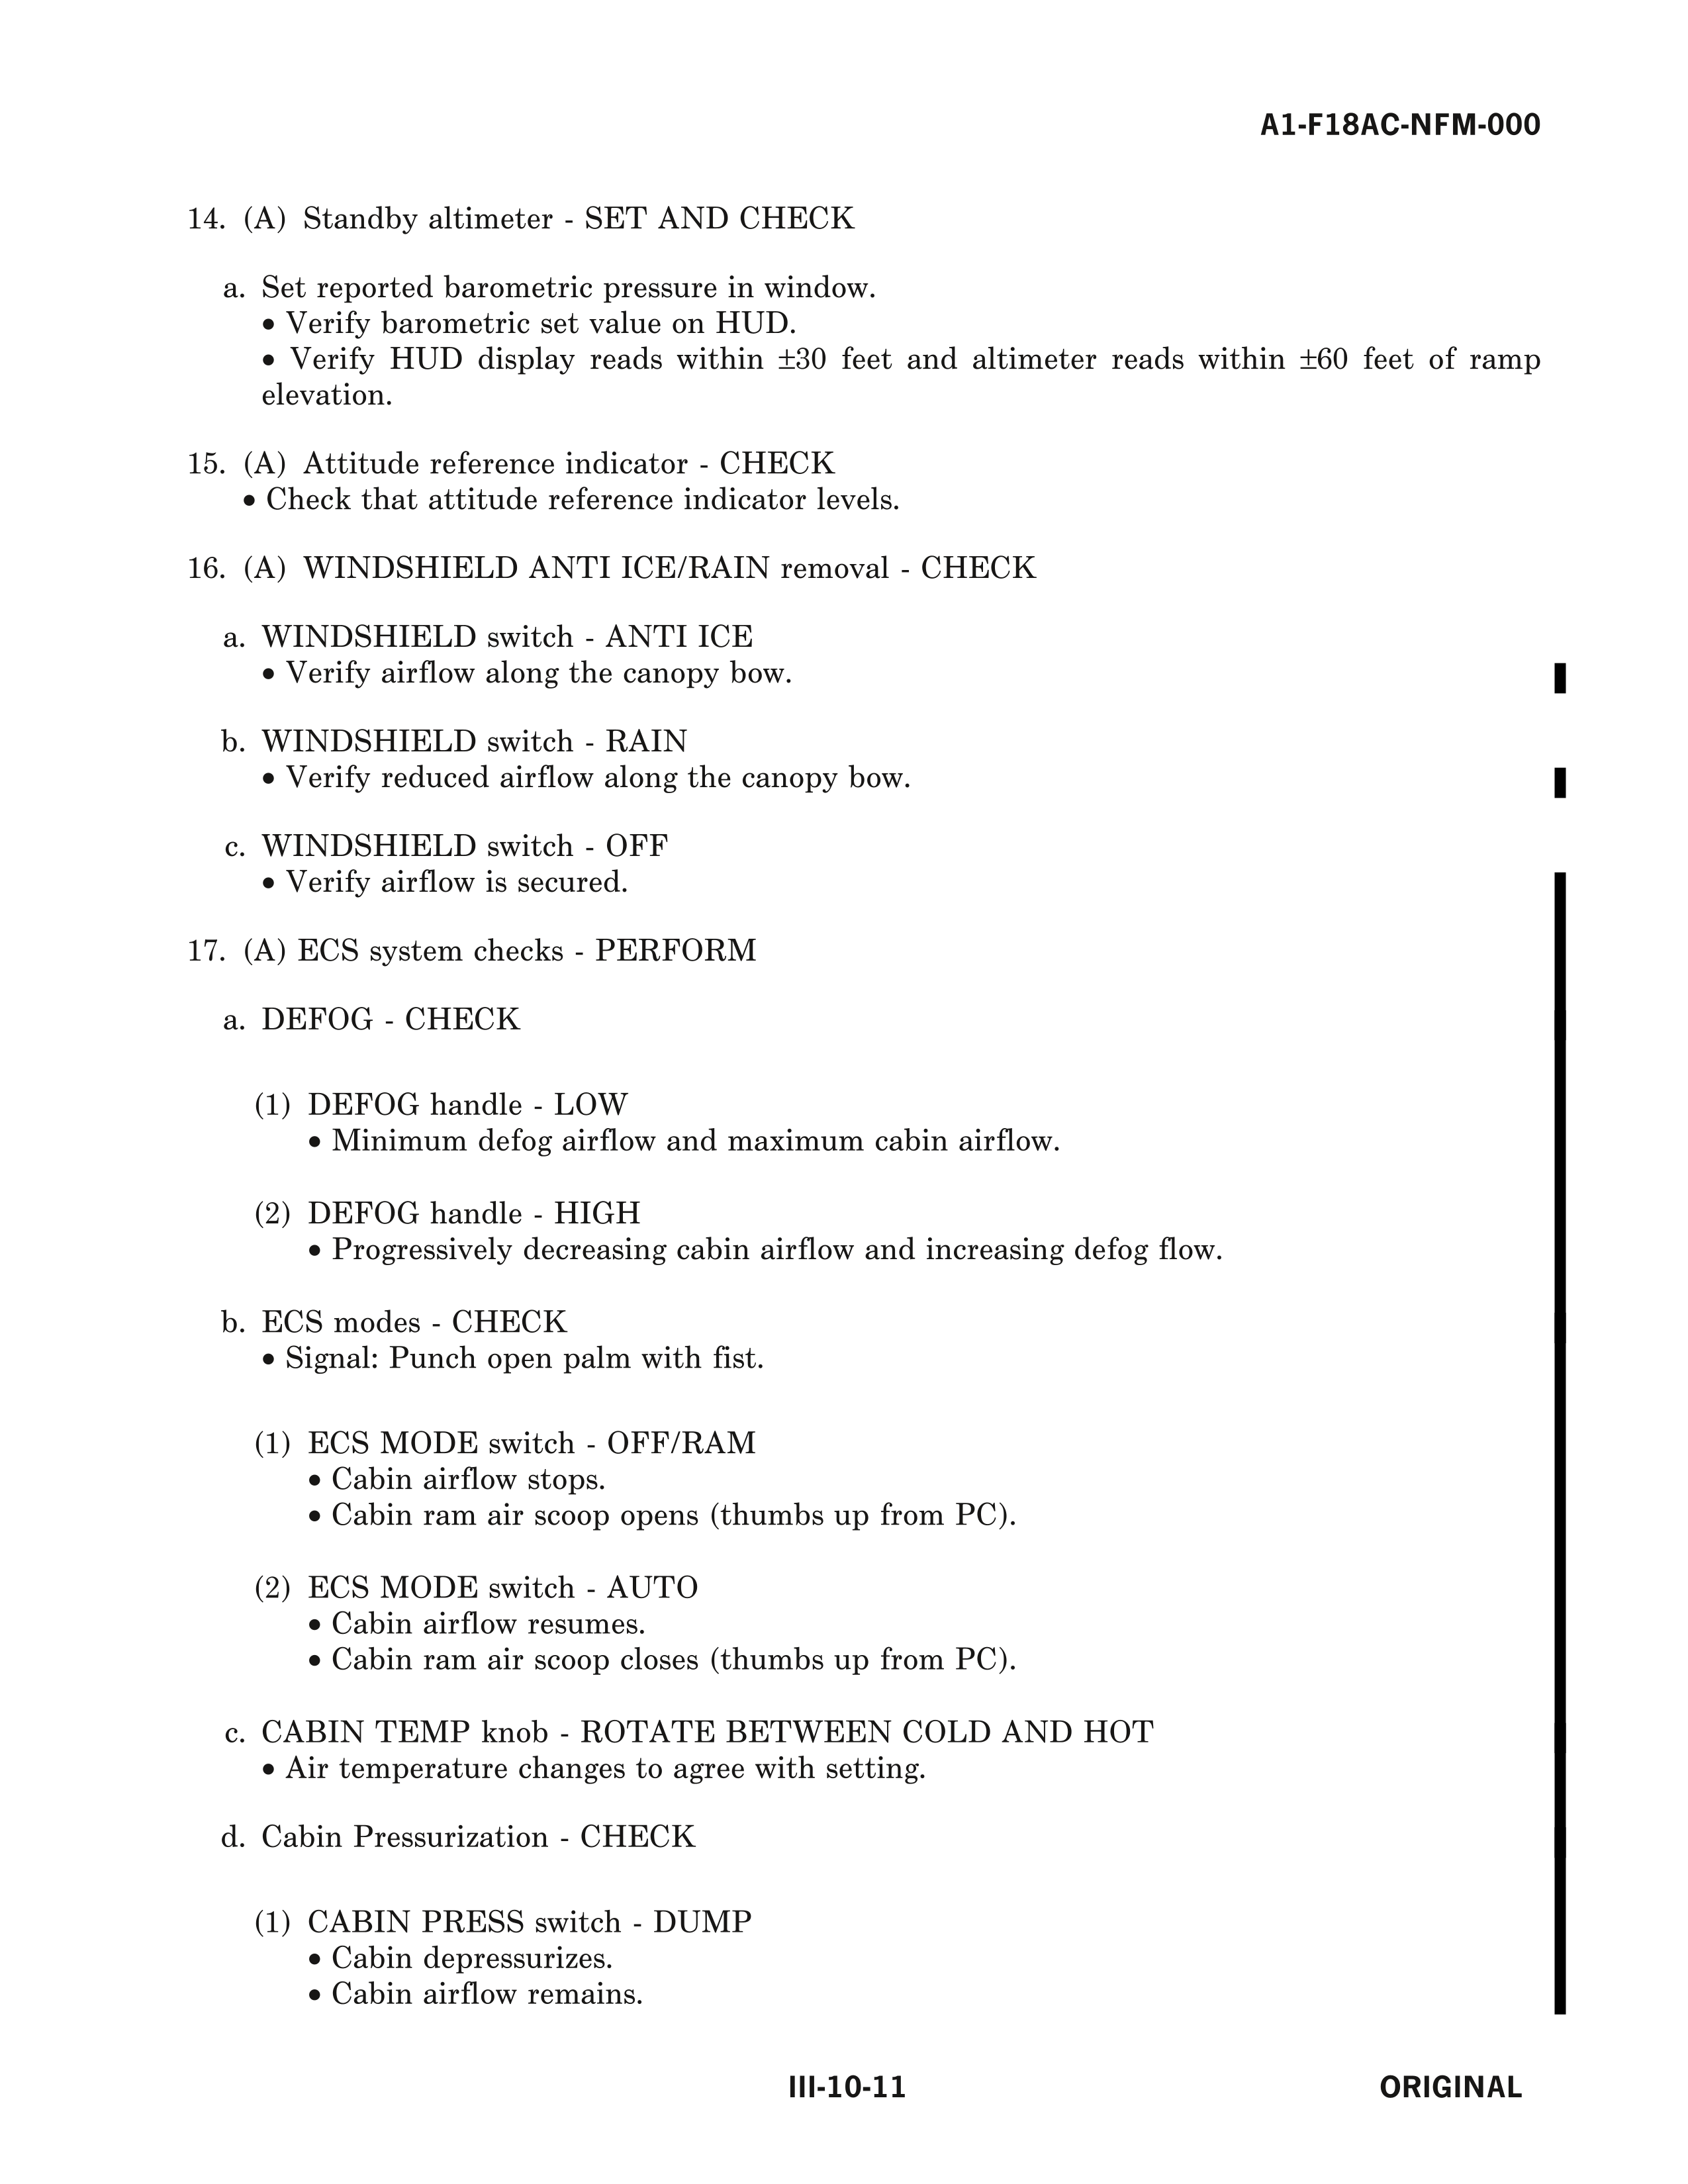 A1-F18AC-NFM-000
14. (A) Standby altimeter - SET AND CHECK
a. Set reported barometric pressure in window.
• Verify barometric set value on HUD.
• Verify HUD display reads within ±30 feet and altimeter reads within ±60 feet of ramp
elevation.
15. (A) Attitude reference indicator - CHECK
• Check that attitude reference indicator levels.
16. (A) WINDSHIELD ANTI ICE/RAIN removal - CHECK
a. WINDSHIELD switch - ANTI ICE
• Verify airflow along the canopy bow.
b. WINDSHIELD switch - RAIN
• Verify reduced airflow along the canopy bow.
c. WINDSHIELD switch - OFF
• Verify airflow is secured.
17. (A) ECS system checks - PERFORM
a. DEFOG - CHECK
(1) DEFOG handle - LOW
• Minimum defog airflow and maximum cabin airflow.
(2) DEFOG handle - HIGH
• Progressively decreasing cabin airflow and increasing defog flow.
b. ECS modes - CHECK
• Signal: Punch open palm with fist.
(1) ECS MODE switch - OFF/RAM
• Cabin airflow stops.
• Cabin ram air scoop opens (thumbs up from PC).
(2) ECS MODE switch - AUTO
• Cabin airflow resumes.
• Cabin ram air scoop closes (thumbs up from PC).
c. CABIN TEMP knob - ROTATE BETWEEN COLD AND HOT
• Air temperature changes to agree with setting.
d. Cabin Pressurization - CHECK
(1) CABIN PRESS switch - DUMP
• Cabin depressurizes.
• Cabin airflow remains.
III-10-11
ORIGINAL